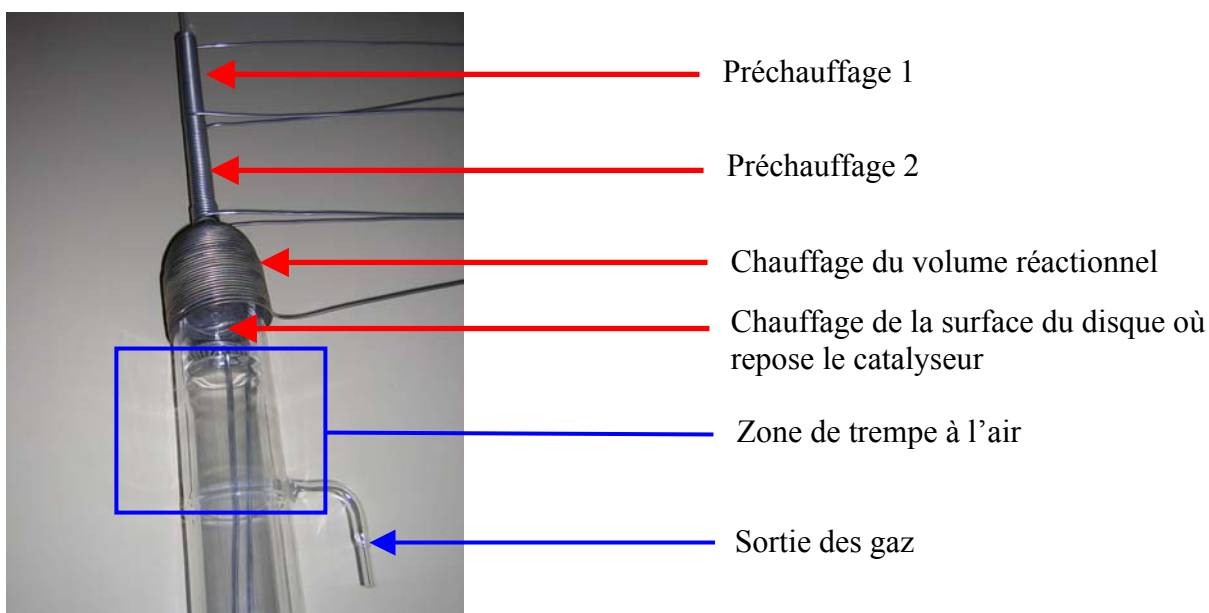 Préchauffage 1
Préchauffage 2
Chauffage du volume réactionnel
Chauffage de la surface du disque où
repose le catalyseur
Zone de trempe à l’air
Sortie des gaz